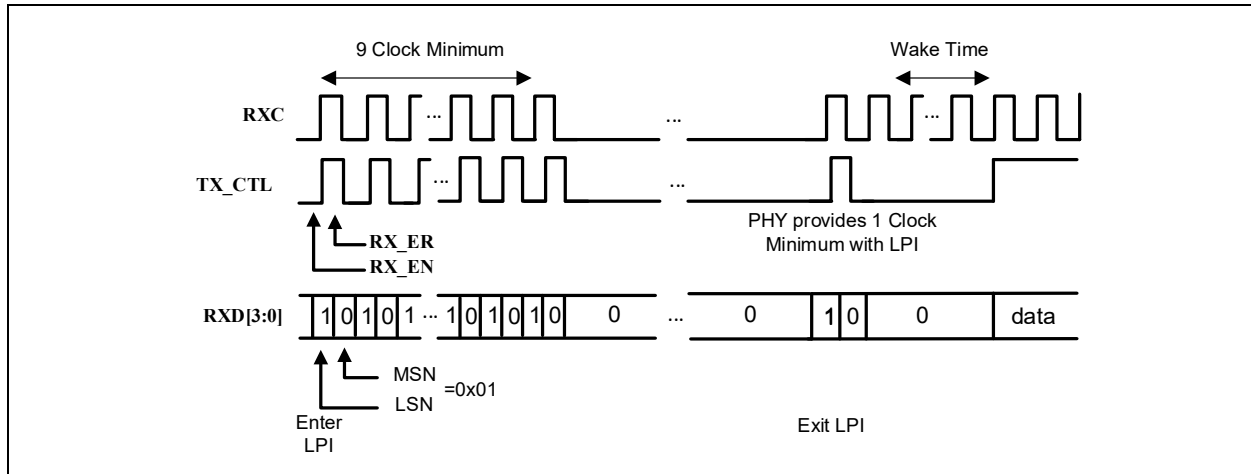 9 Clock Minimum Wake Time
RXC ... ... ...
TX_CTL ... ...
PHY provides 1 Clock
Minimum with LPI
RX_ER
RX_EN
RXD[3:0] 1 0 1 0 1 ... 1 0 1 0 1 0 0 ... 0 1 0 0 data
MSN
=0x01
LSN
Enter
LPI
Exit LPI